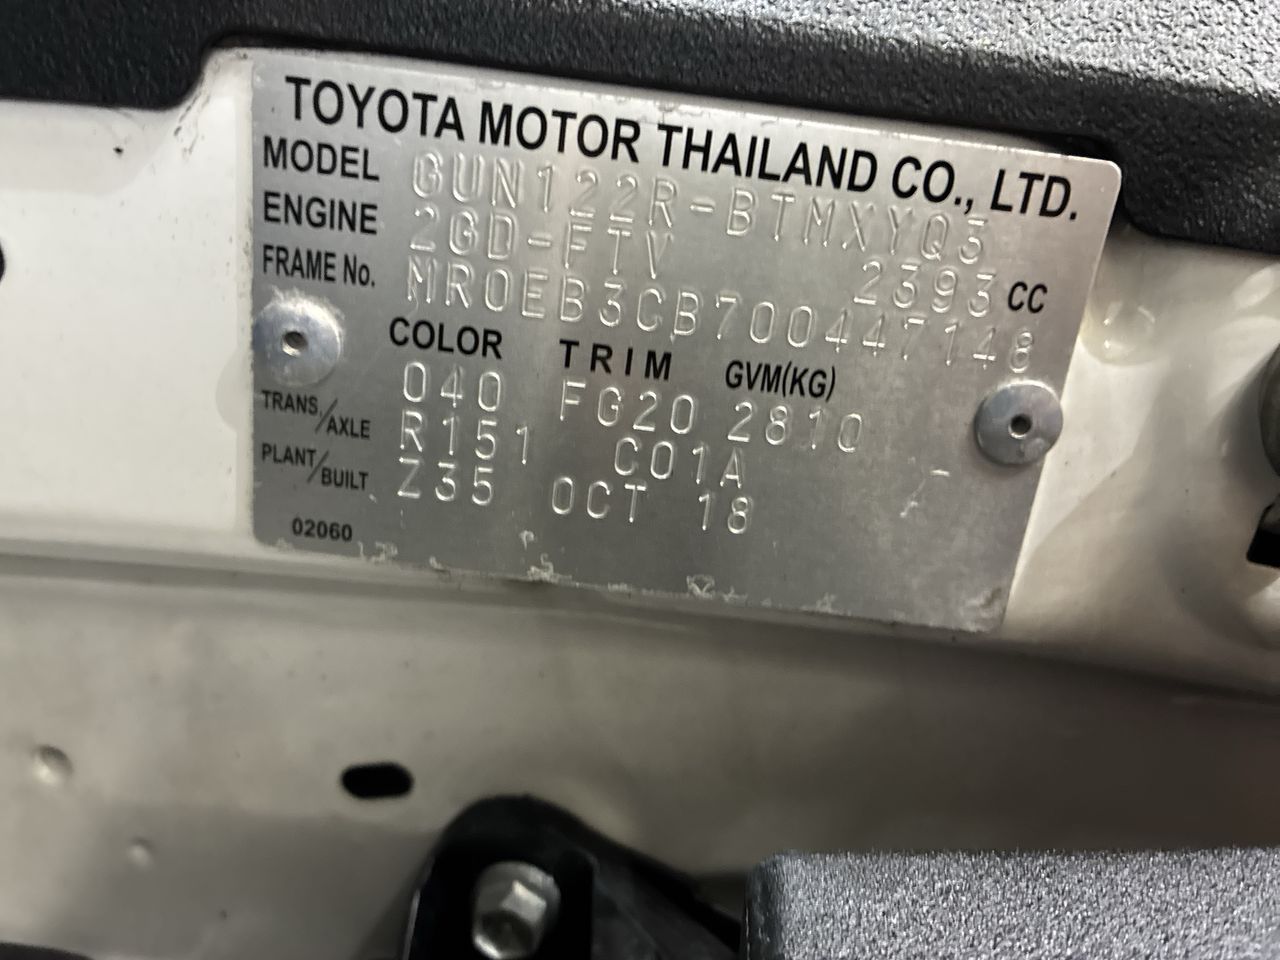 TOYOTA MOTOR THAILAND CO., LTD.
MODEL GUN122R-BTMXYQ3
ENGINE 2GD-FTV 2393 CC
FRAME No. MR0EB3CB700447148
COLOR TRIM GVM(KG)
040 FG20 2810
TRANS./AXLE R151 C01A
PLANT/BUILT Z35 OCT 18
02060